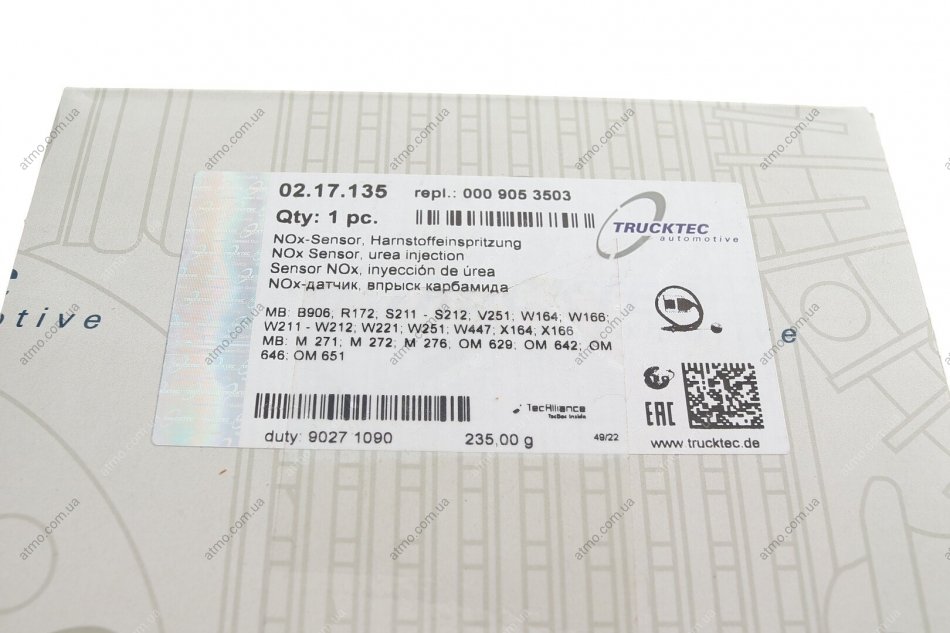 02.17.135 repl.: 000 905 3503
Qty: 1 pc.
TRUCKTEC
automotive
NOx-Sensor, Harnstoffeinspritzung
NOx Sensor, urea injection
Sensor NOx, inyección de úrea
NOx-датчик, впрыск карбамида
MB: B906; R172; S211 - S212; V251; W164; W166;
W211 - W212; W221; W251; W447; X164; X166
MB: M 271; M 272; M 276; OM 629; OM 642; OM
646; OM 651
TecAlliance
TecDoc Inside
EAC
duty: 9027 1090 235,00 g 49/22 www.trucktec.de
otive
e
atmo.com.ua